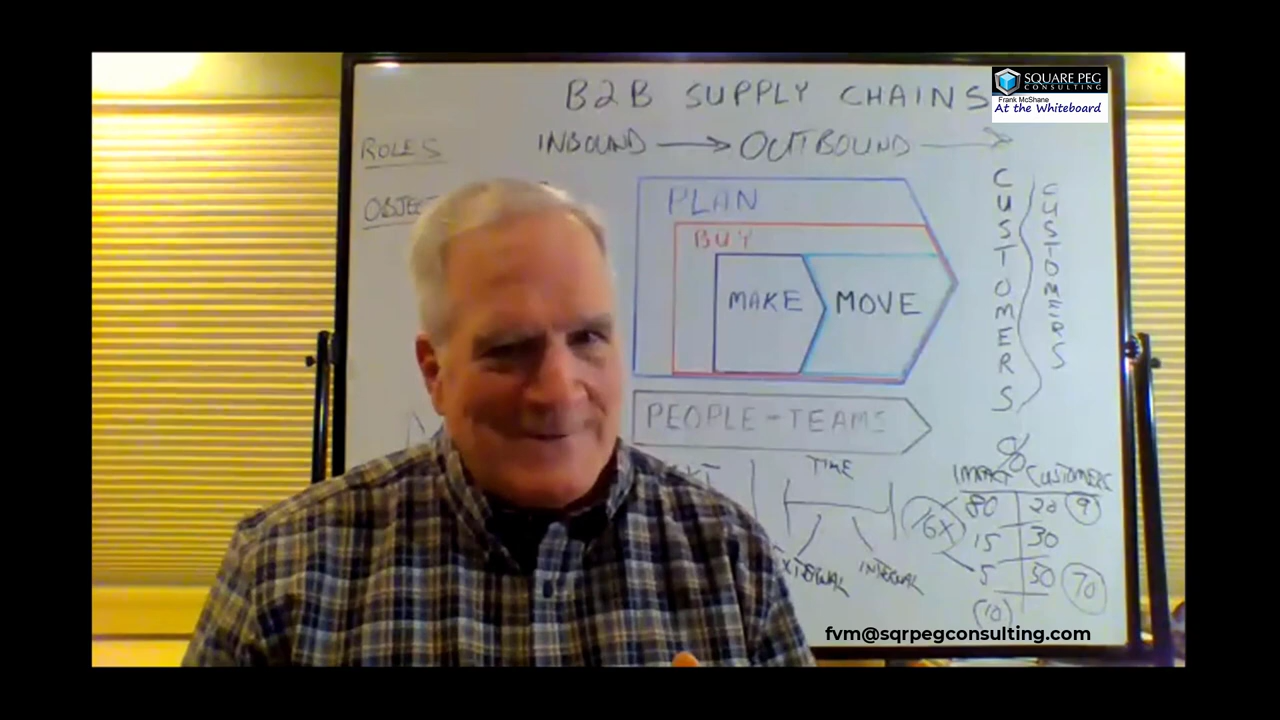 B2B SUPPLY CHAINS
SQUARE PEG
CONSULTING
Frank McShane
At the Whiteboard
ROLES
INBOUND → OUTBOUND →
PLAN
BUY
MAKE
MOVE
CUSTOMERS
CUSTOMERS
PEOPLE-TEAMS
TIME
INTERNAL
%
IMPACT CUSTOMERS
80 20 9
16X
15 30
5 50 70
(10)
fvm@sqrpegconsulting.com